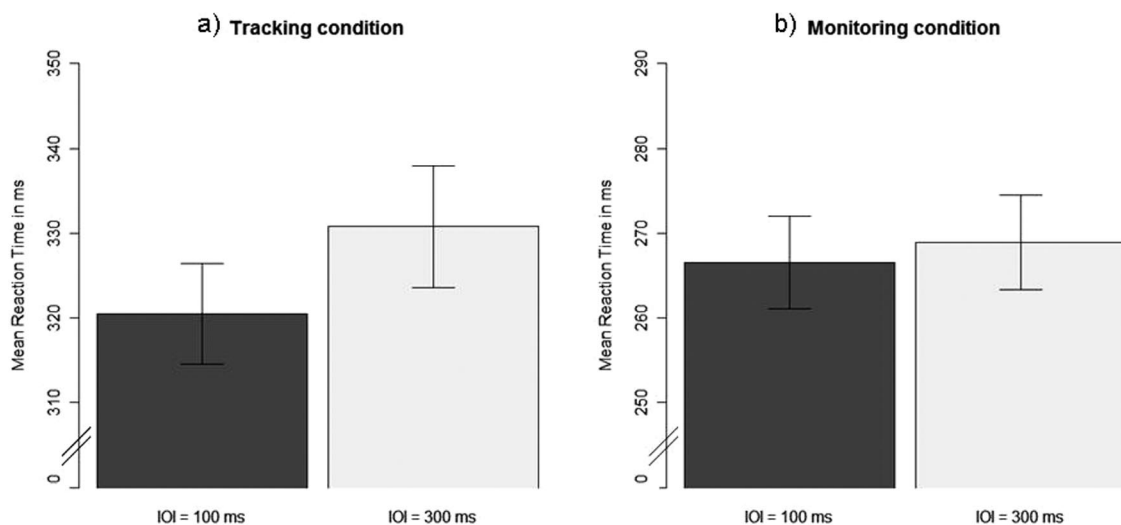 a) Tracking condition
Mean Reaction Time in ms
350
340
330
320
310
0
IOI = 100 ms
IOI = 300 ms
b) Monitoring condition
Mean Reaction Time in ms
290
280
270
260
250
0
IOI = 100 ms
IOI = 300 ms